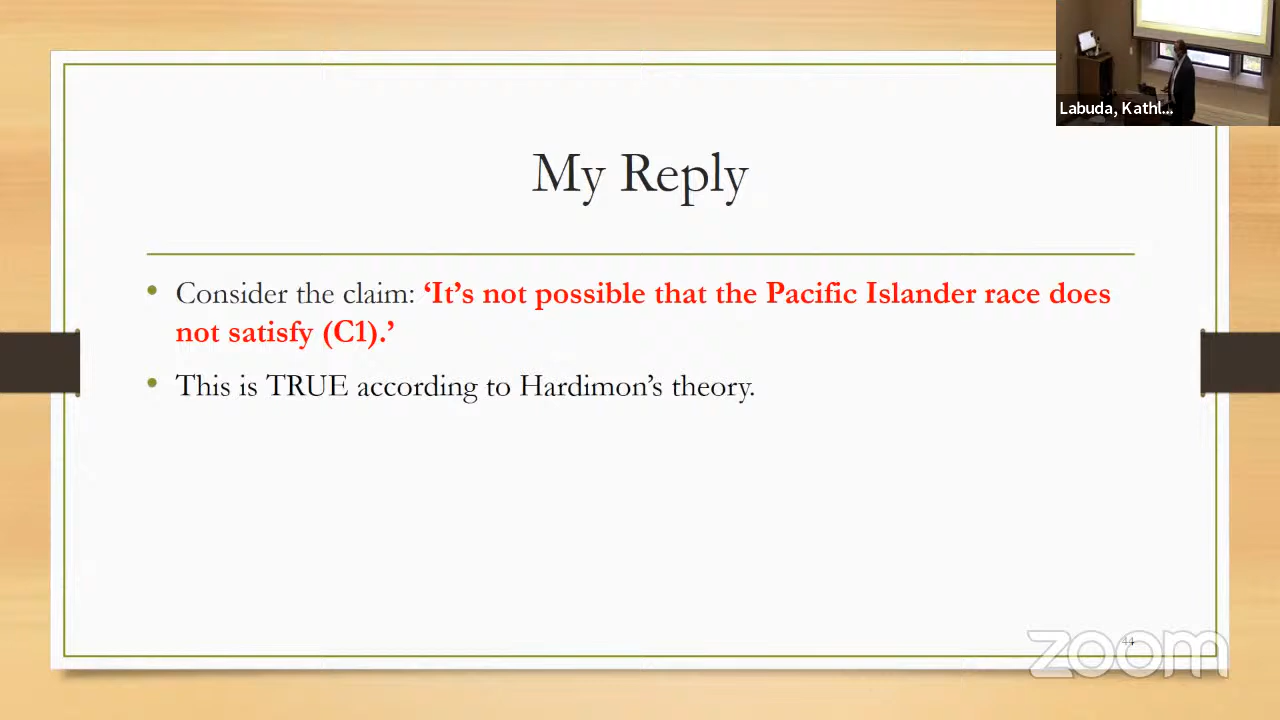 Labuda, Kathl...
My Reply
• Consider the claim: ‘It’s not possible that the Pacific Islander race does
not satisfy (C1).’
• This is TRUE according to Hardimon’s theory.
44
zoom